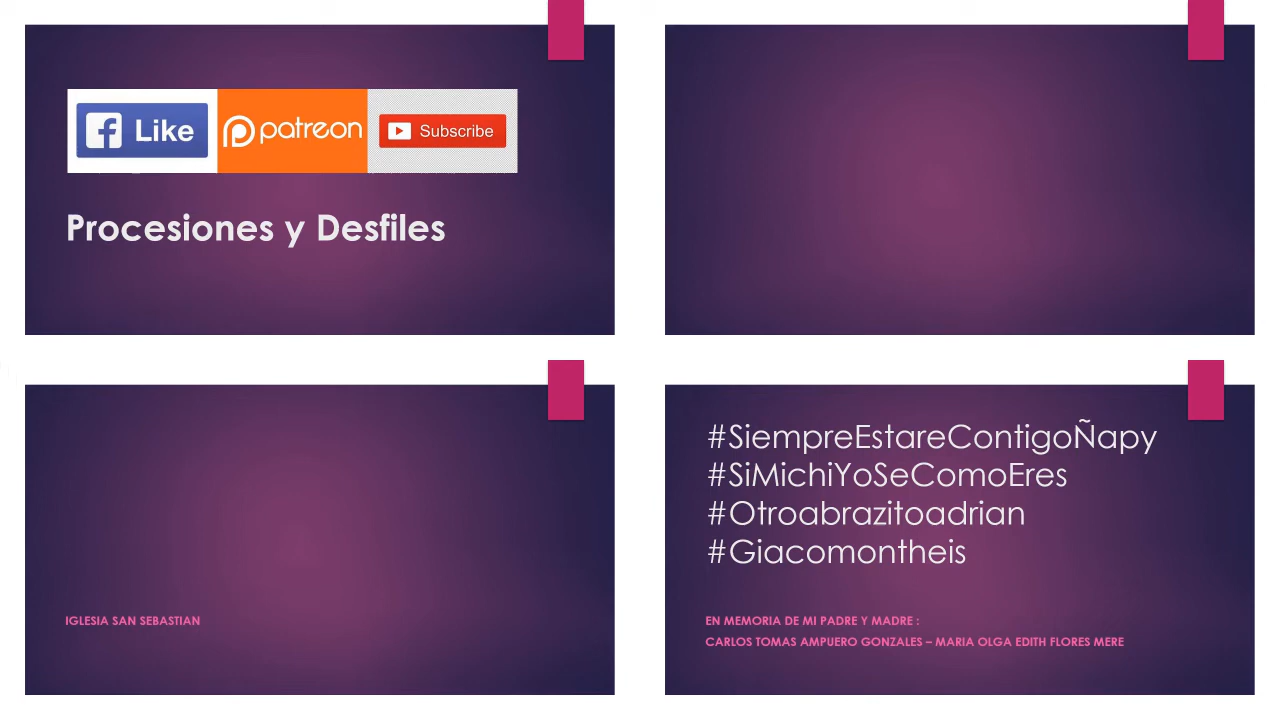 Like
patreon
Subscribe
Procesiones y Desfiles
IGLESIA SAN SEBASTIAN
#SiempreEstareContigoÑapy
#SiMichiYoSeComoEres
#Otroabrazitoadrian
#Giacomontheis
EN MEMORIA DE MI PADRE Y MADRE :
CARLOS TOMAS AMPUERO GONZALES – MARIA OLGA EDITH FLORES MERE